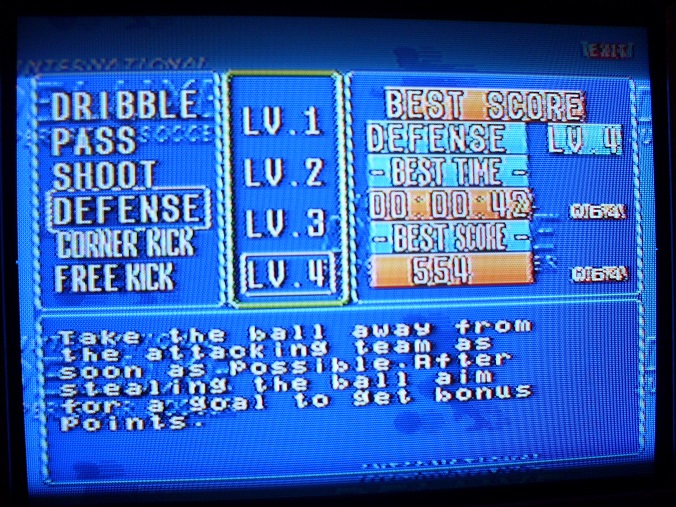 EXIT
INTERNATIONAL
DRIBBLE
PASS
SHOOT
DEFENSE
CORNER KICK
FREE KICK
LV.1
LV.2
LV.3
LV.4
BEST SCORE
DEFENSE LV.4
- BEST TIME -
00:00:42
- BEST SCORE -
554
Take the ball away from
the attacking team as
soon as possible.After
stealing the ball aim
for a goal to get bonus
points.